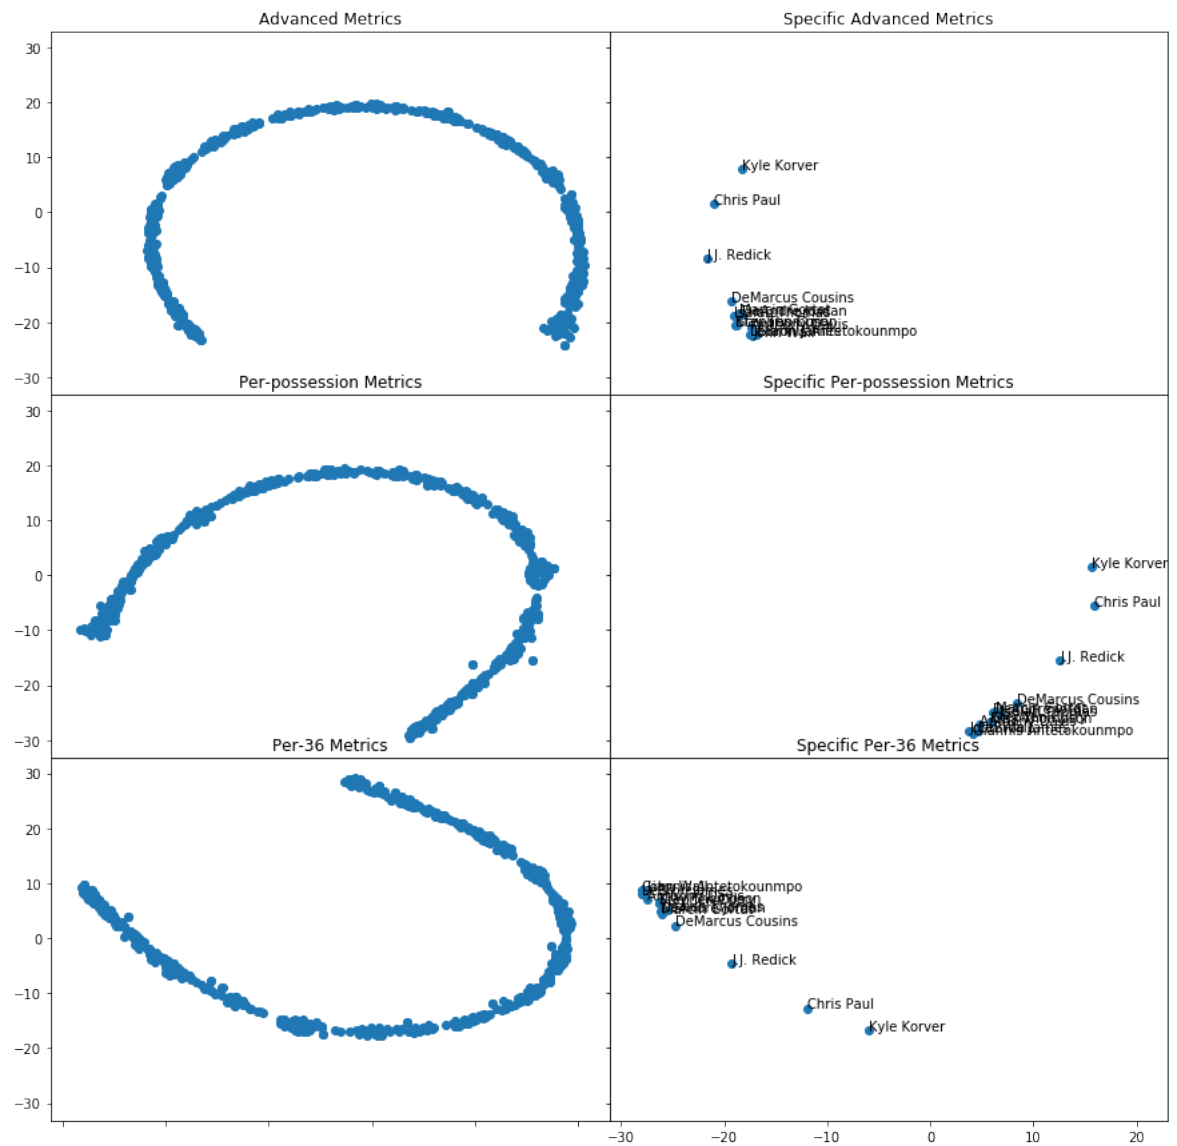 Advanced Metrics
Specific Advanced Metrics
30
20
10
0
−10
−20
−30
Kyle Korver
Chris Paul
J.J. Redick
DeMarcus Cousins
Per-possession Metrics
Specific Per-possession Metrics
30
20
10
0
−10
−20
−30
Kyle Korver
Chris Paul
J.J. Redick
DeMarcus Cousins
Per-36 Metrics
Specific Per-36 Metrics
30
20
10
0
−10
−20
−30
DeMarcus Cousins
J.J. Redick
Chris Paul
Kyle Korver
−30
−20
−10
0
10
20